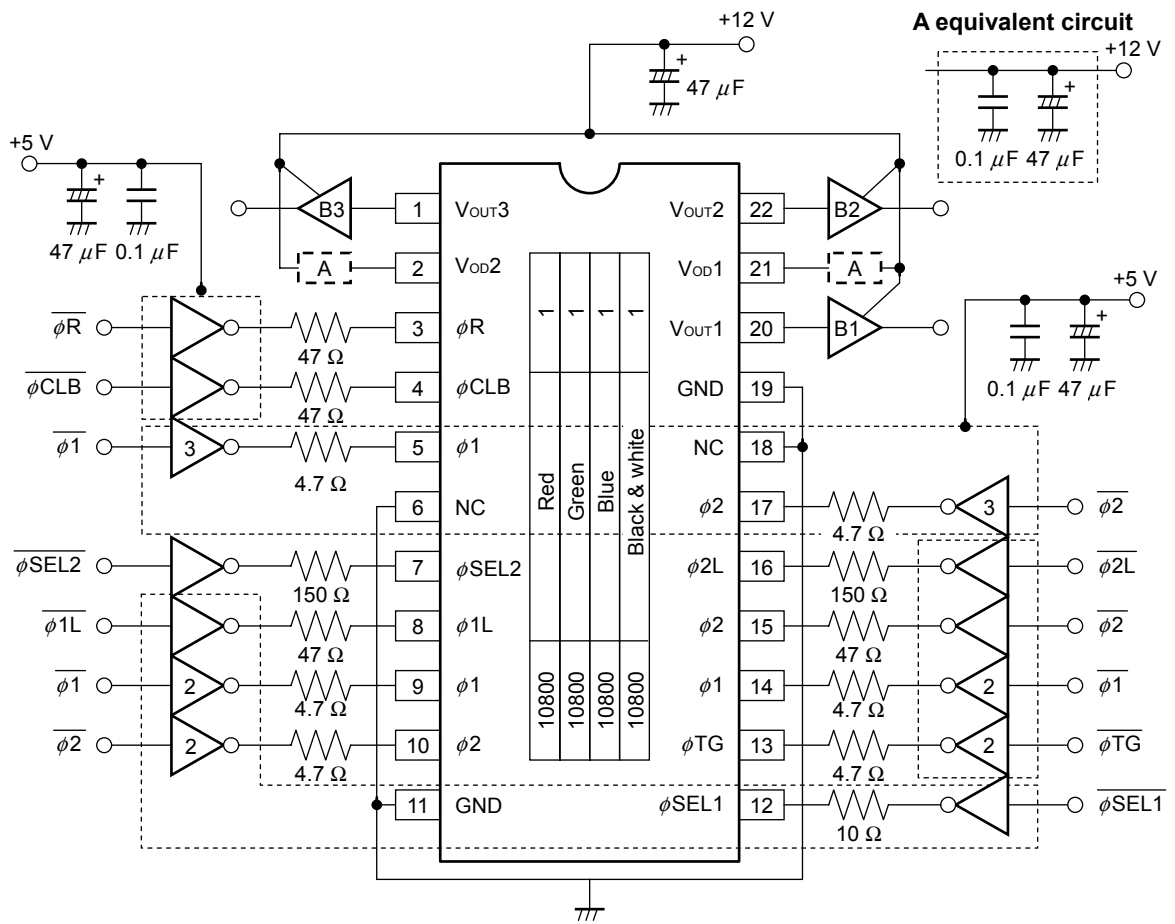 A equivalent circuit
+12 V
+
47 μF
+12 V
+
0.1 μF 47 μF
+5 V
+
47 μF 0.1 μF
B3
1 VOUT3
VOUT2 22
B2
A
2 VOD2
VOD1 21
A
+5 V
+
0.1 μF 47 μF
φR
47 Ω
3 φR
VOUT1 20
B1
φCLB
47 Ω
4 φCLB
GND 19
φ1
3
4.7 Ω
5 φ1
NC 18
6 NC
φ2 17
4.7 Ω
3
φ2
φSEL2
150 Ω
7 φSEL2
φ2L 16
150 Ω
φ2L
φ1L
47 Ω
8 φ1L
φ2 15
47 Ω
φ2
φ1
2
4.7 Ω
9 φ1
φ1 14
4.7 Ω
2
φ1
φ2
2
4.7 Ω
10 φ2
φTG 13
4.7 Ω
2
φTG
11 GND
φSEL1 12
10 Ω
φSEL1
1 Red 10800
1 Green 10800
1 Blue 10800
1 Black & white 10800